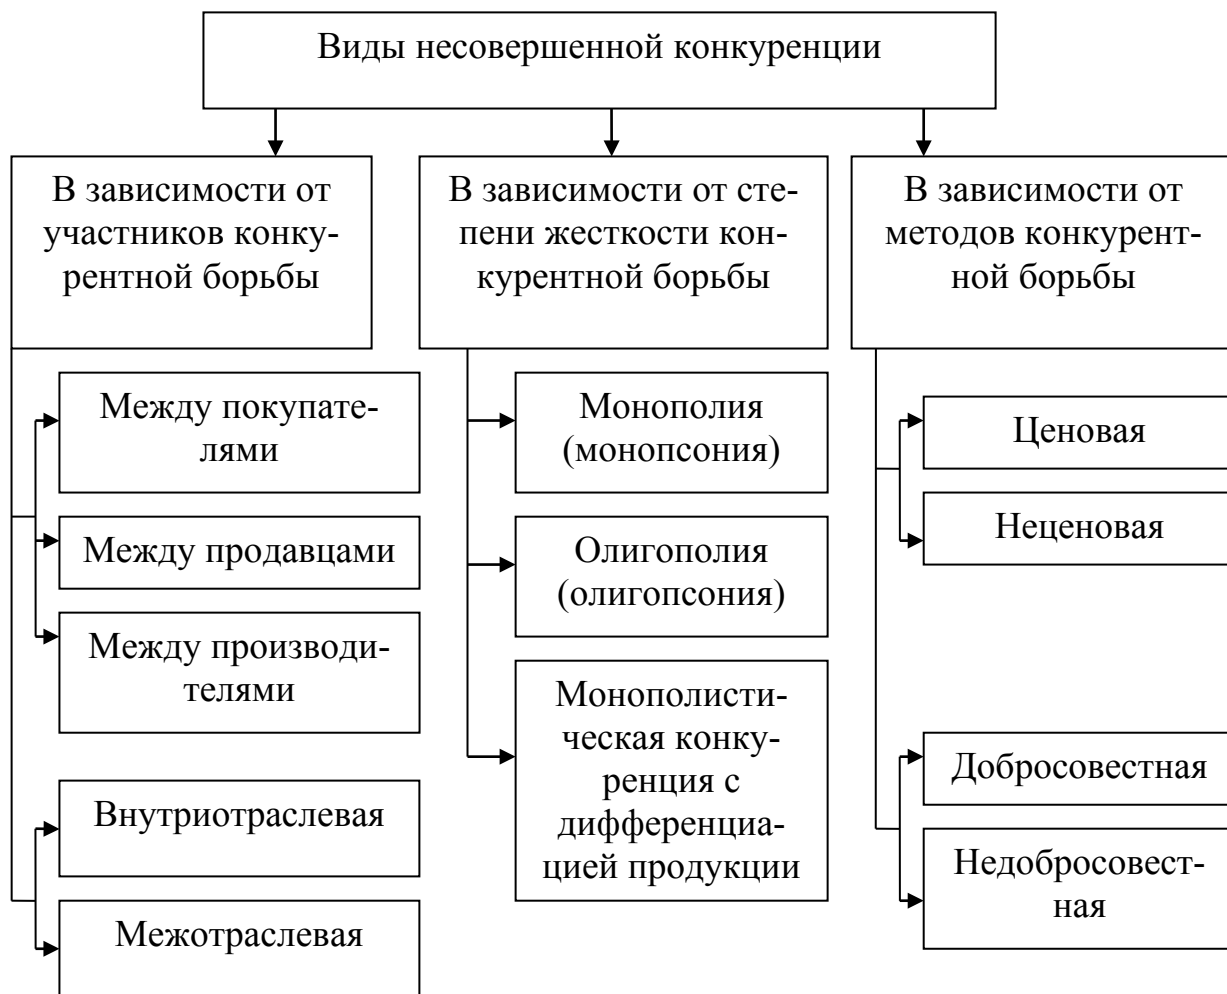 Виды несовершенной конкуренции
В зависимости от
участников конку-
рентной борьбы
В зависимости от сте-
пени жесткости кон-
курентной борьбы
В зависимости от
методов конкурент-
ной борьбы
Между покупате-
лями
Между продавцами
Между производи-
телями
Внутриотраслевая
Межотраслевая
Монополия
(монопсония)
Олигополия
(олигопсония)
Монополисти-
ческая конку-
ренция с
дифференциа-
цией продукции
Ценовая
Неценовая
Добросовестная
Недобросовест-
ная